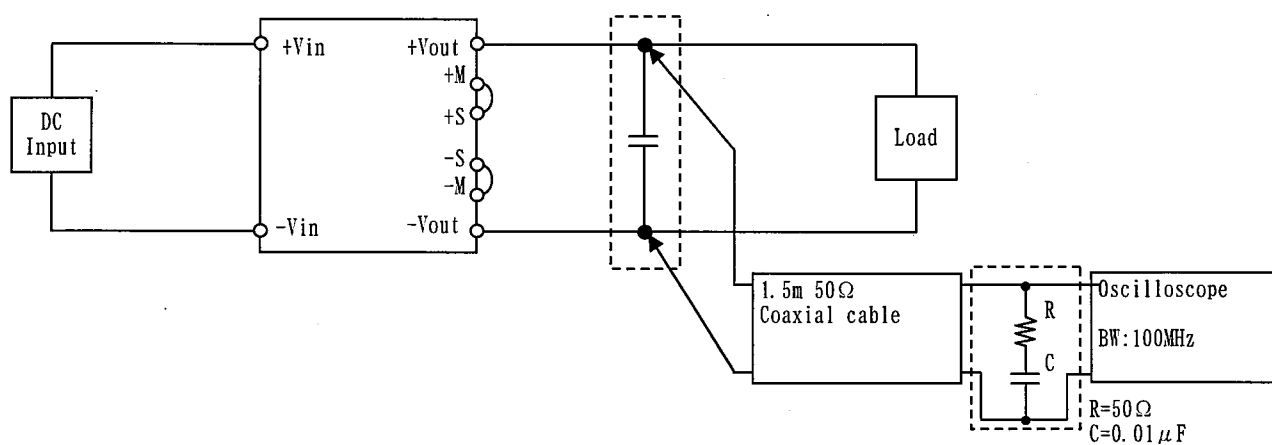 DC
Input
+Vin
-Vin
+Vout
+M
+S
-S
-M
-Vout
Load
1.5m 50Ω
Coaxial cable
R
C
Oscilloscope
BW:100MHz
R=50Ω
C=0.01μF